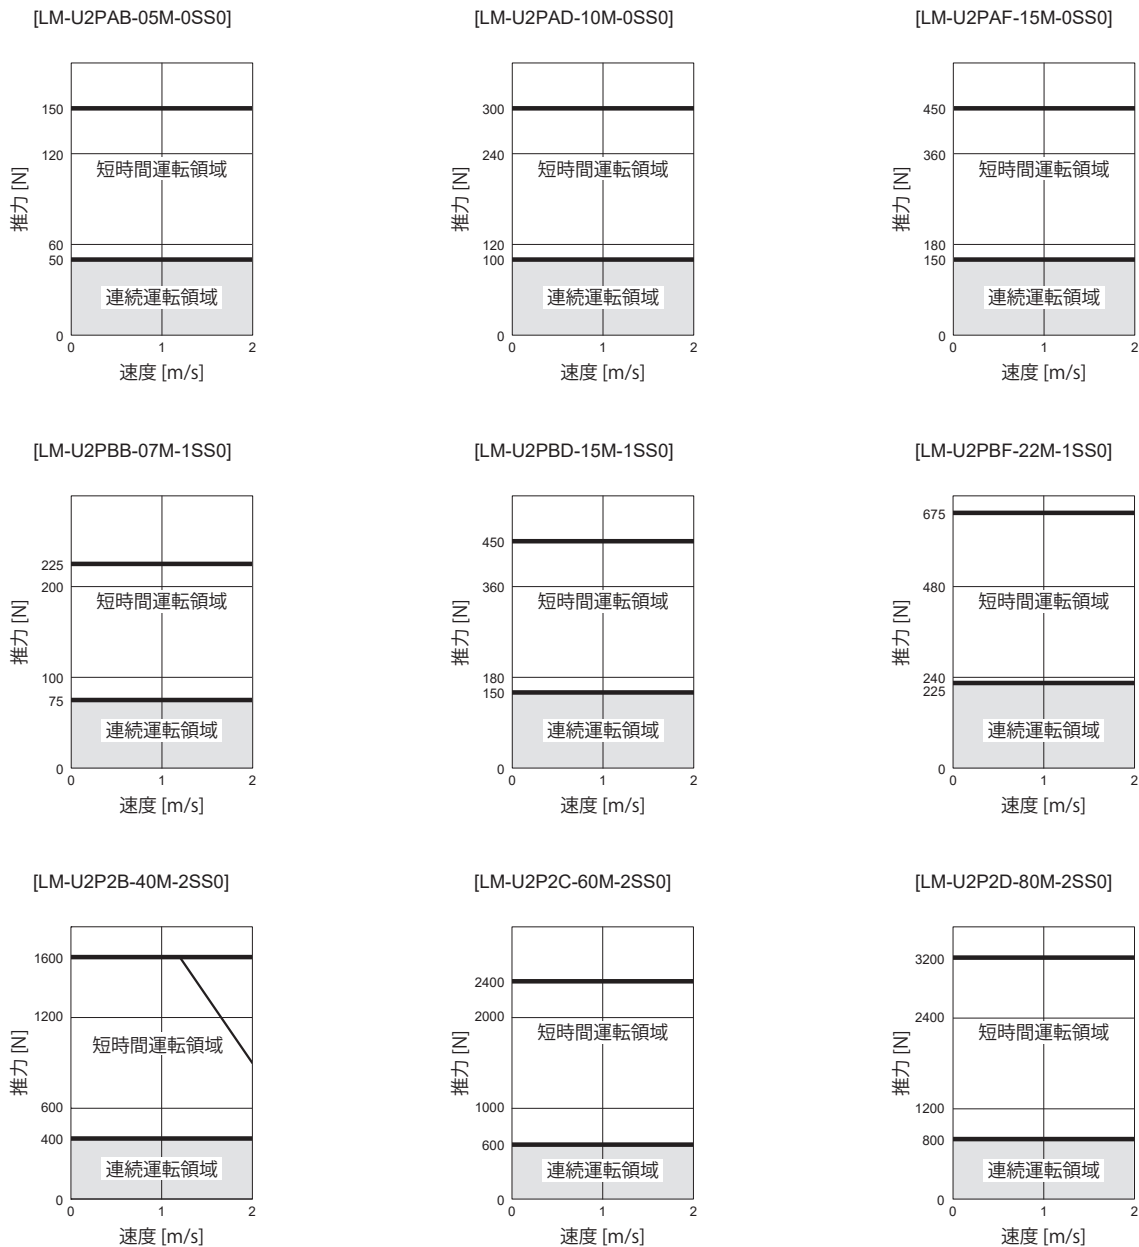 [LM-U2PAB-05M-0SS0]
150
120
60
50
0
推力 [N]
短時間運転領域
連続運転領域
0 1 2
速度 [m/s]
[LM-U2PAD-10M-0SS0]
300
240
120
100
0
推力 [N]
短時間運転領域
連続運転領域
0 1 2
速度 [m/s]
[LM-U2PAF-15M-0SS0]
450
360
180
150
0
推力 [N]
短時間運転領域
連続運転領域
0 1 2
速度 [m/s]
[LM-U2PBB-07M-1SS0]
225
200
100
75
0
推力 [N]
短時間運転領域
連続運転領域
0 1 2
速度 [m/s]
[LM-U2PBD-15M-1SS0]
450
360
180
150
0
推力 [N]
短時間運転領域
連続運転領域
0 1 2
速度 [m/s]
[LM-U2PBF-22M-1SS0]
675
480
240
225
0
推力 [N]
短時間運転領域
連続運転領域
0 1 2
速度 [m/s]
[LM-U2P2B-40M-2SS0]
1600
1200
600
400
0
推力 [N]
短時間運転領域
連続運転領域
0 1 2
速度 [m/s]
[LM-U2P2C-60M-2SS0]
2400
2000
1000
600
0
推力 [N]
短時間運転領域
連続運転領域
0 1 2
速度 [m/s]
[LM-U2P2D-80M-2SS0]
3200
2400
1200
800
0
推力 [N]
短時間運転領域
連続運転領域
0 1 2
速度 [m/s]